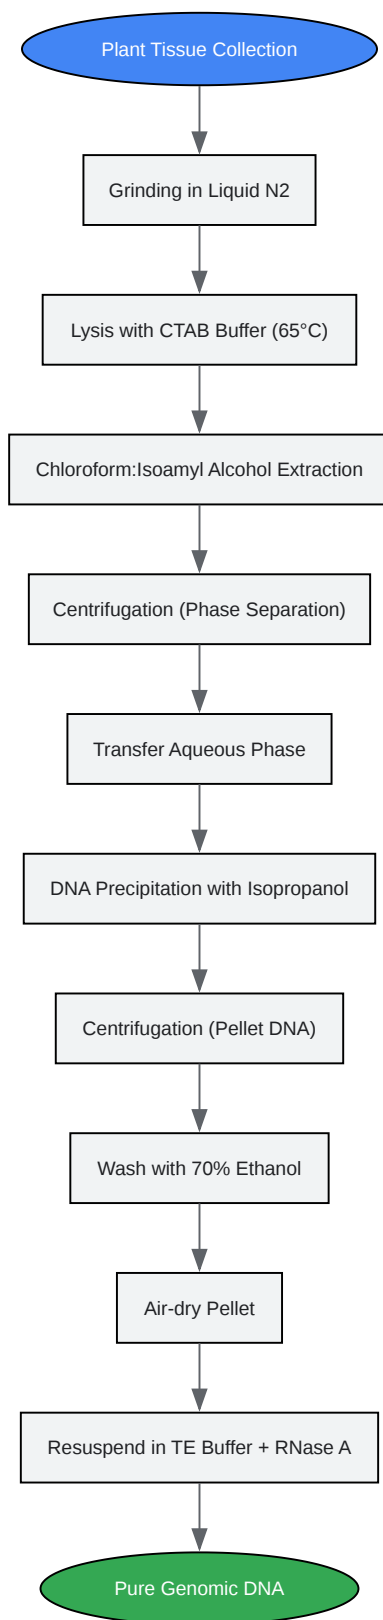 Plant Tissue Collection
Grinding in Liquid N2
Lysis with CTAB Buffer (65°C)
Chloroform:Isoamyl Alcohol Extraction
Centrifugation (Phase Separation)
Transfer Aqueous Phase
DNA Precipitation with Isopropanol
Centrifugation (Pellet DNA)
Wash with 70% Ethanol
Air-dry Pellet
Resuspend in TE Buffer + RNase A
Pure Genomic DNA